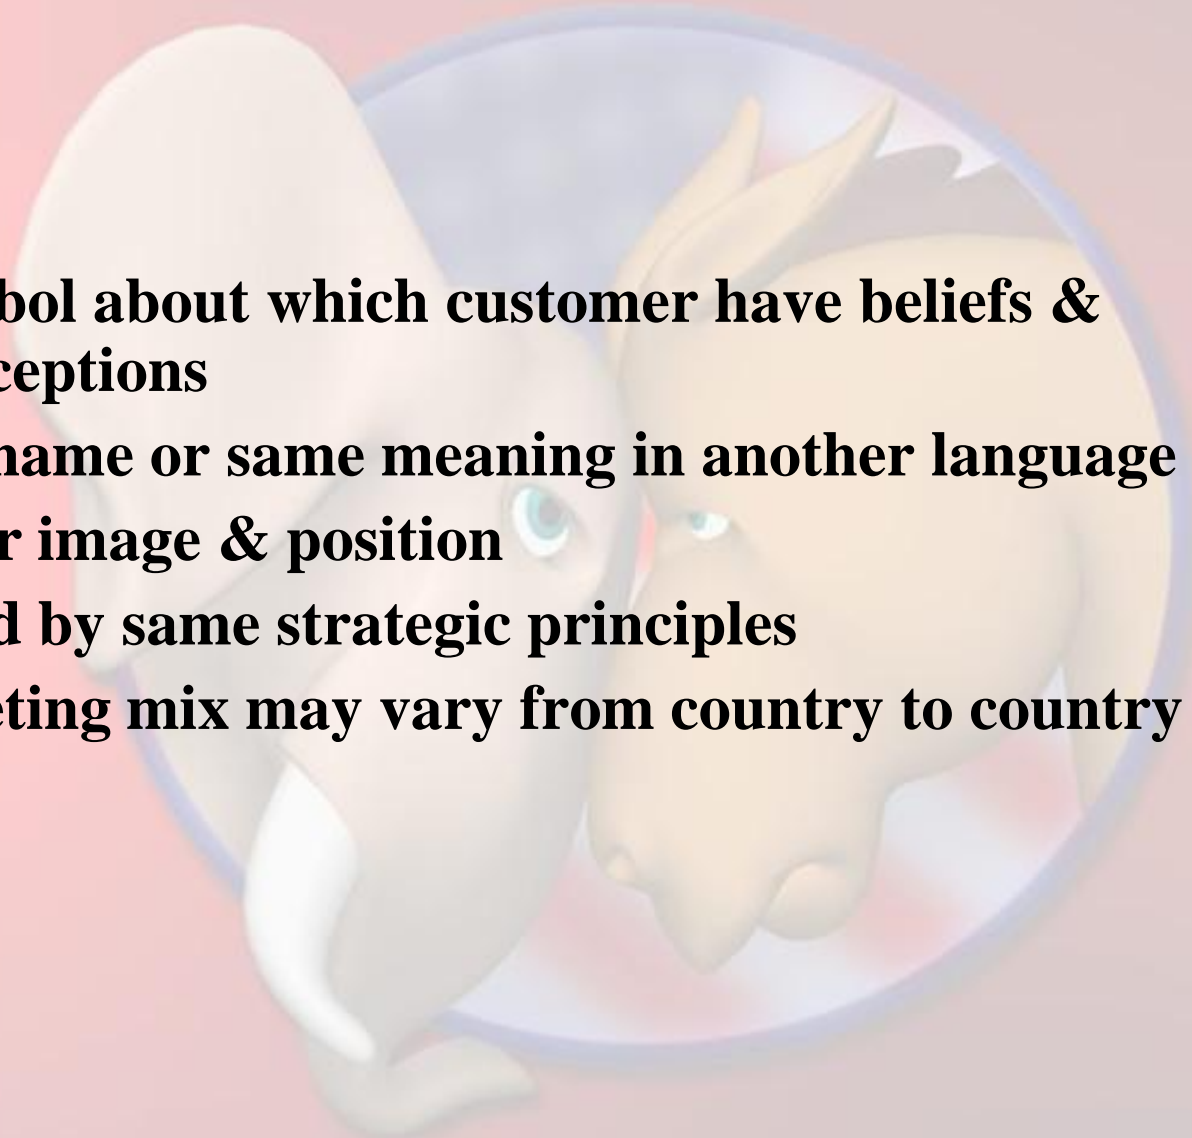 bol about which customer have beliefs &
ceptions
name or same meaning in another language
r image & position
d by same strategic principles
eting mix may vary from country to country